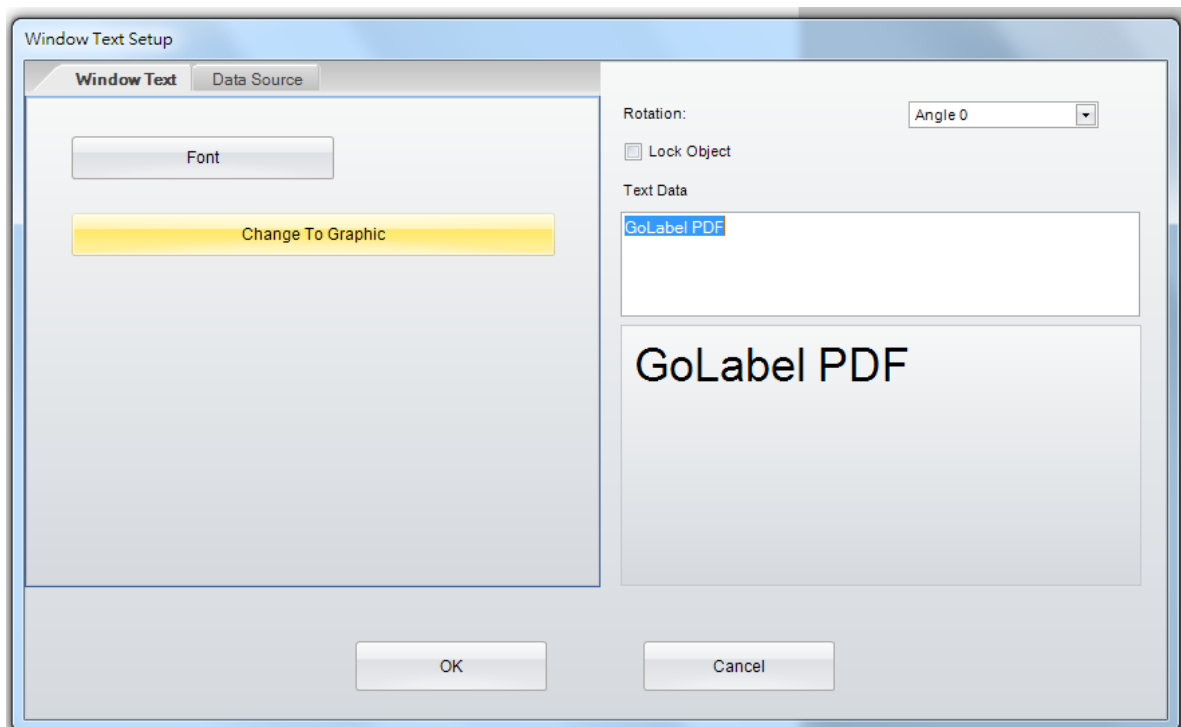 Window Text Setup
Window Text Data Source
Font
Change To Graphic
Rotation: Angle 0
Lock Object
Text Data
GoLabel PDF
GoLabel PDF
OK Cancel